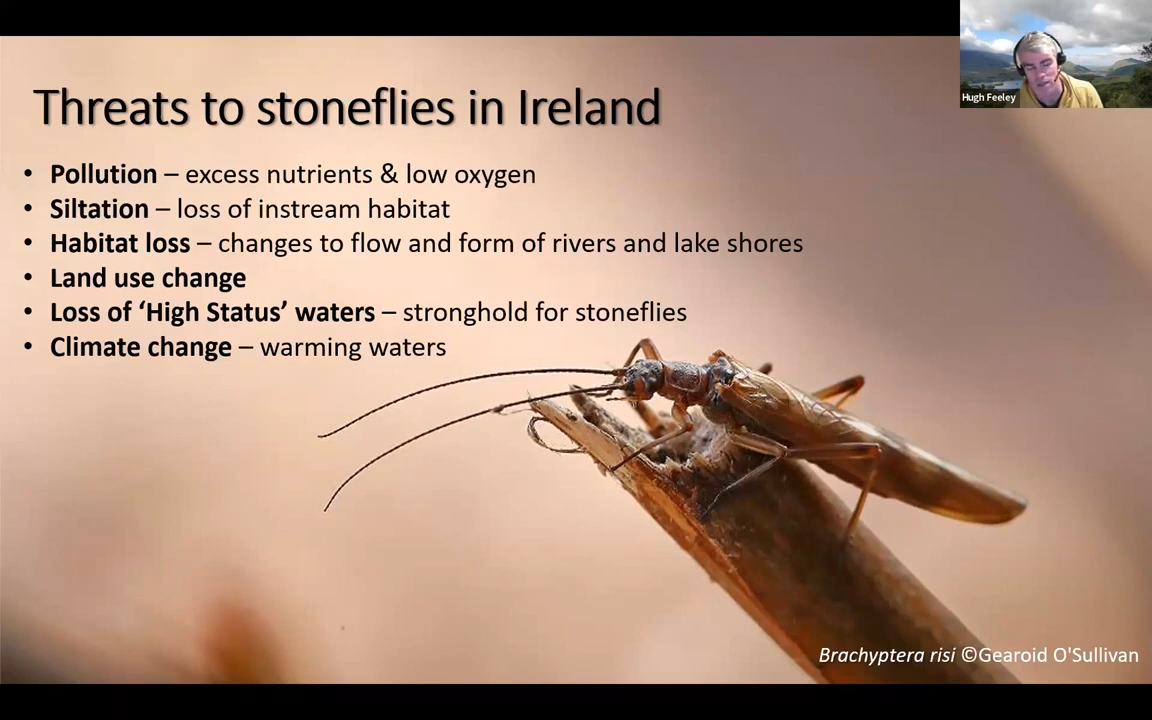 Hugh Feeley
Threats to stoneflies in Ireland
• Pollution – excess nutrients & low oxygen
• Siltation – loss of instream habitat
• Habitat loss – changes to flow and form of rivers and lake shores
• Land use change
• Loss of ‘High Status’ waters – stronghold for stoneflies
• Climate change – warming waters
Brachyptera risi ©Gearoid O'Sullivan